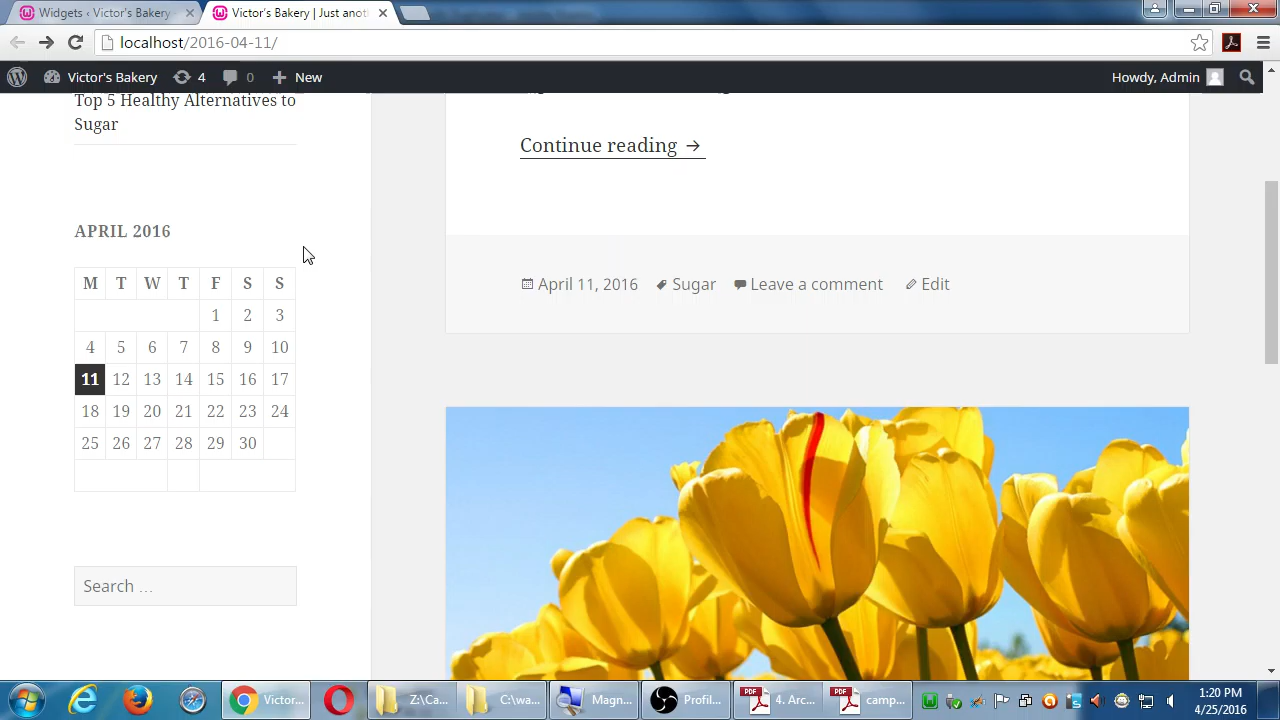 Widgets ‹ Victor's Bakery
Victor's Bakery | Just anot
localhost/2016-04-11/
Victor's Bakery 4 0 New
Howdy, Admin
Top 5 Healthy Alternatives to
Sugar
Continue reading →
APRIL 2016
M T W T F S S
1 2 3
4 5 6 7 8 9 10
11 12 13 14 15 16 17
18 19 20 21 22 23 24
25 26 27 28 29 30
April 11, 2016 Sugar Leave a comment Edit
Search …
Victor...
Z:\Ca...
C:\wa...
Magn...
Profil...
PDF
4. Arc...
PDF
camp...
1:20 PM
4/25/2016